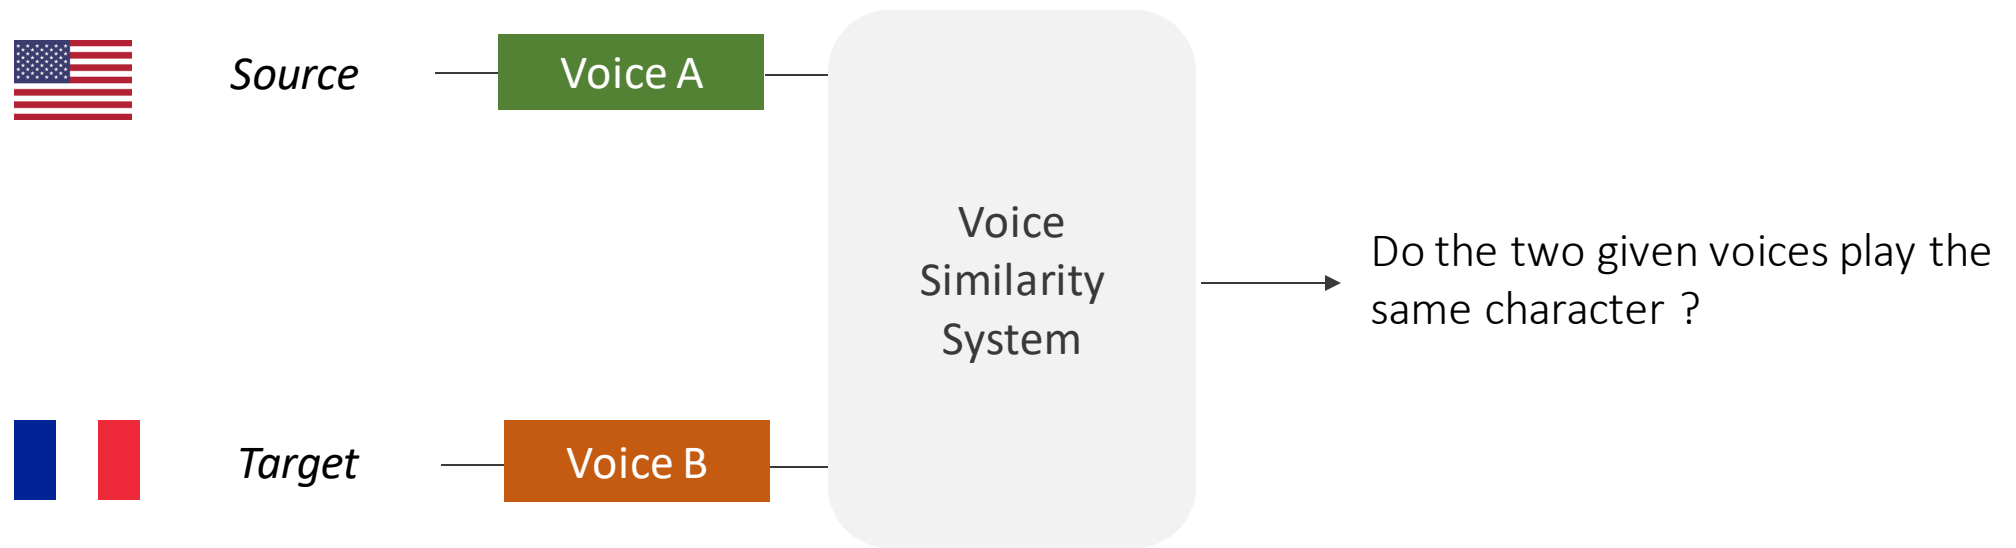 Source
Voice A
Voice
Similarity
System
Do the two given voices play the
same character ?
Target
Voice B